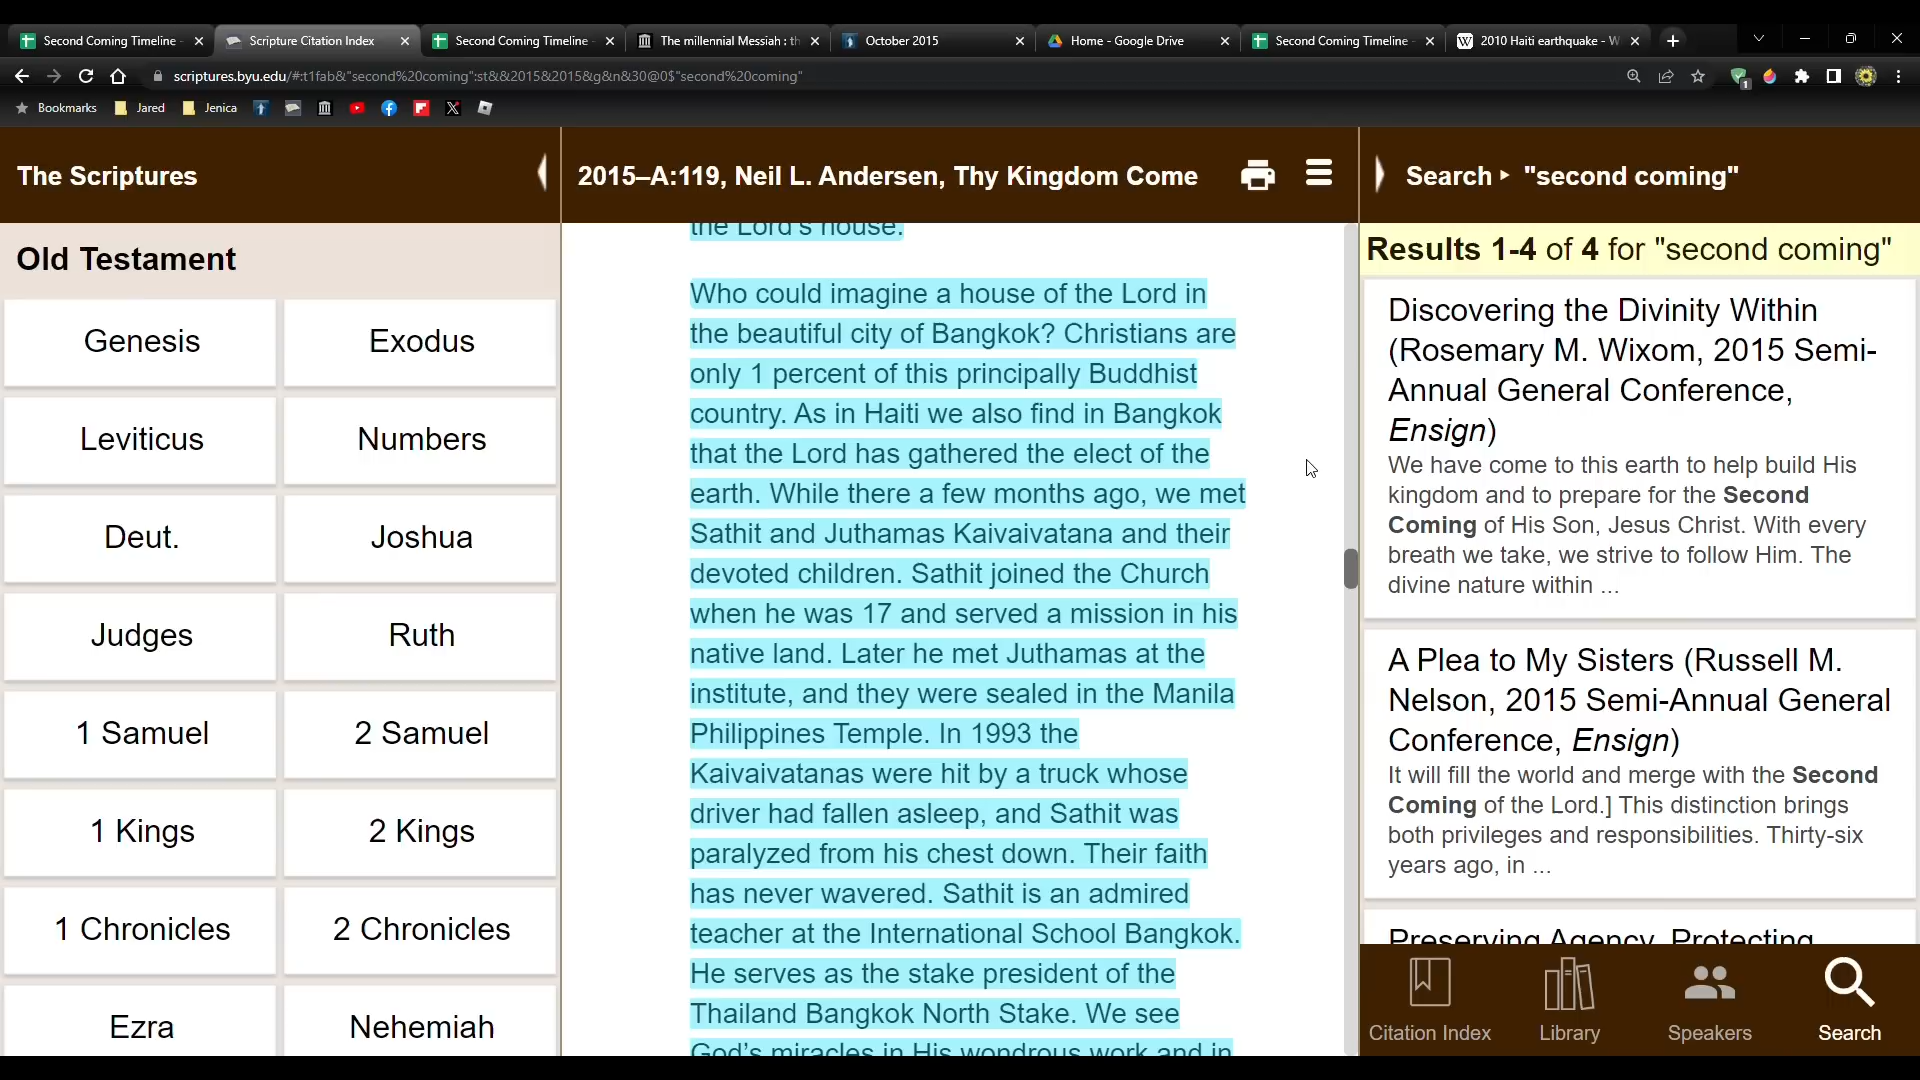 Second Coming Timeline -
Scripture Citation Index
Second Coming Timeline -
The millennial Messiah : th
October 2015
Home - Google Drive
Second Coming Timeline -
2010 Haiti earthquake - W
scriptures.byu.edu/#:t1fab&"second%20coming":st&&2015&2015&g&n&30@0$"second%20coming"
Bookmarks
Jared
Jenica
The Scriptures
2015–A:119, Neil L. Andersen, Thy Kingdom Come
Search ▸ "second coming"
Old Testament
Genesis
Exodus
Leviticus
Numbers
Deut.
Joshua
Judges
Ruth
1 Samuel
2 Samuel
1 Kings
2 Kings
1 Chronicles
2 Chronicles
Ezra
Nehemiah
the Lord's house.
Who could imagine a house of the Lord in
the beautiful city of Bangkok? Christians are
only 1 percent of this principally Buddhist
country. As in Haiti we also find in Bangkok
that the Lord has gathered the elect of the
earth. While there a few months ago, we met
Sathit and Juthamas Kaivaivatana and their
devoted children. Sathit joined the Church
when he was 17 and served a mission in his
native land. Later he met Juthamas at the
institute, and they were sealed in the Manila
Philippines Temple. In 1993 the
Kaivaivatanas were hit by a truck whose
driver had fallen asleep, and Sathit was
paralyzed from his chest down. Their faith
has never wavered. Sathit is an admired
teacher at the International School Bangkok.
He serves as the stake president of the
Thailand Bangkok North Stake. We see
God's miracles in His wondrous work and in
Results 1-4 of 4 for "second coming"
Discovering the Divinity Within
(Rosemary M. Wixom, 2015 Semi-
Annual General Conference,
Ensign)
We have come to this earth to help build His
kingdom and to prepare for the Second
Coming of His Son, Jesus Christ. With every
breath we take, we strive to follow Him. The
divine nature within ...
A Plea to My Sisters (Russell M.
Nelson, 2015 Semi-Annual General
Conference, Ensign)
It will fill the world and merge with the Second
Coming of the Lord.] This distinction brings
both privileges and responsibilities. Thirty-six
years ago, in ...
Preserving Agency, Protecting
Citation Index
Library
Speakers
Search